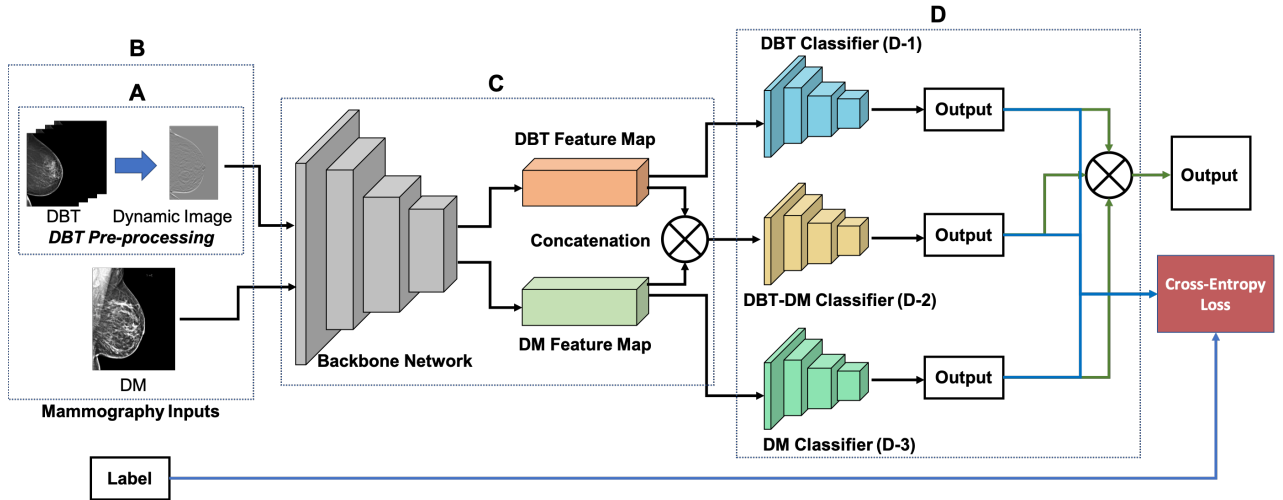 B
A
DBT
Dynamic Image
DBT Pre-processing
DM
Mammography Inputs
C
Backbone Network
DBT Feature Map
Concatenation
DM Feature Map
D
DBT Classifier (D-1)
Output
DBT-DM Classifier (D-2)
Output
DM Classifier (D-3)
Output
Output
Cross-Entropy
Loss
Label